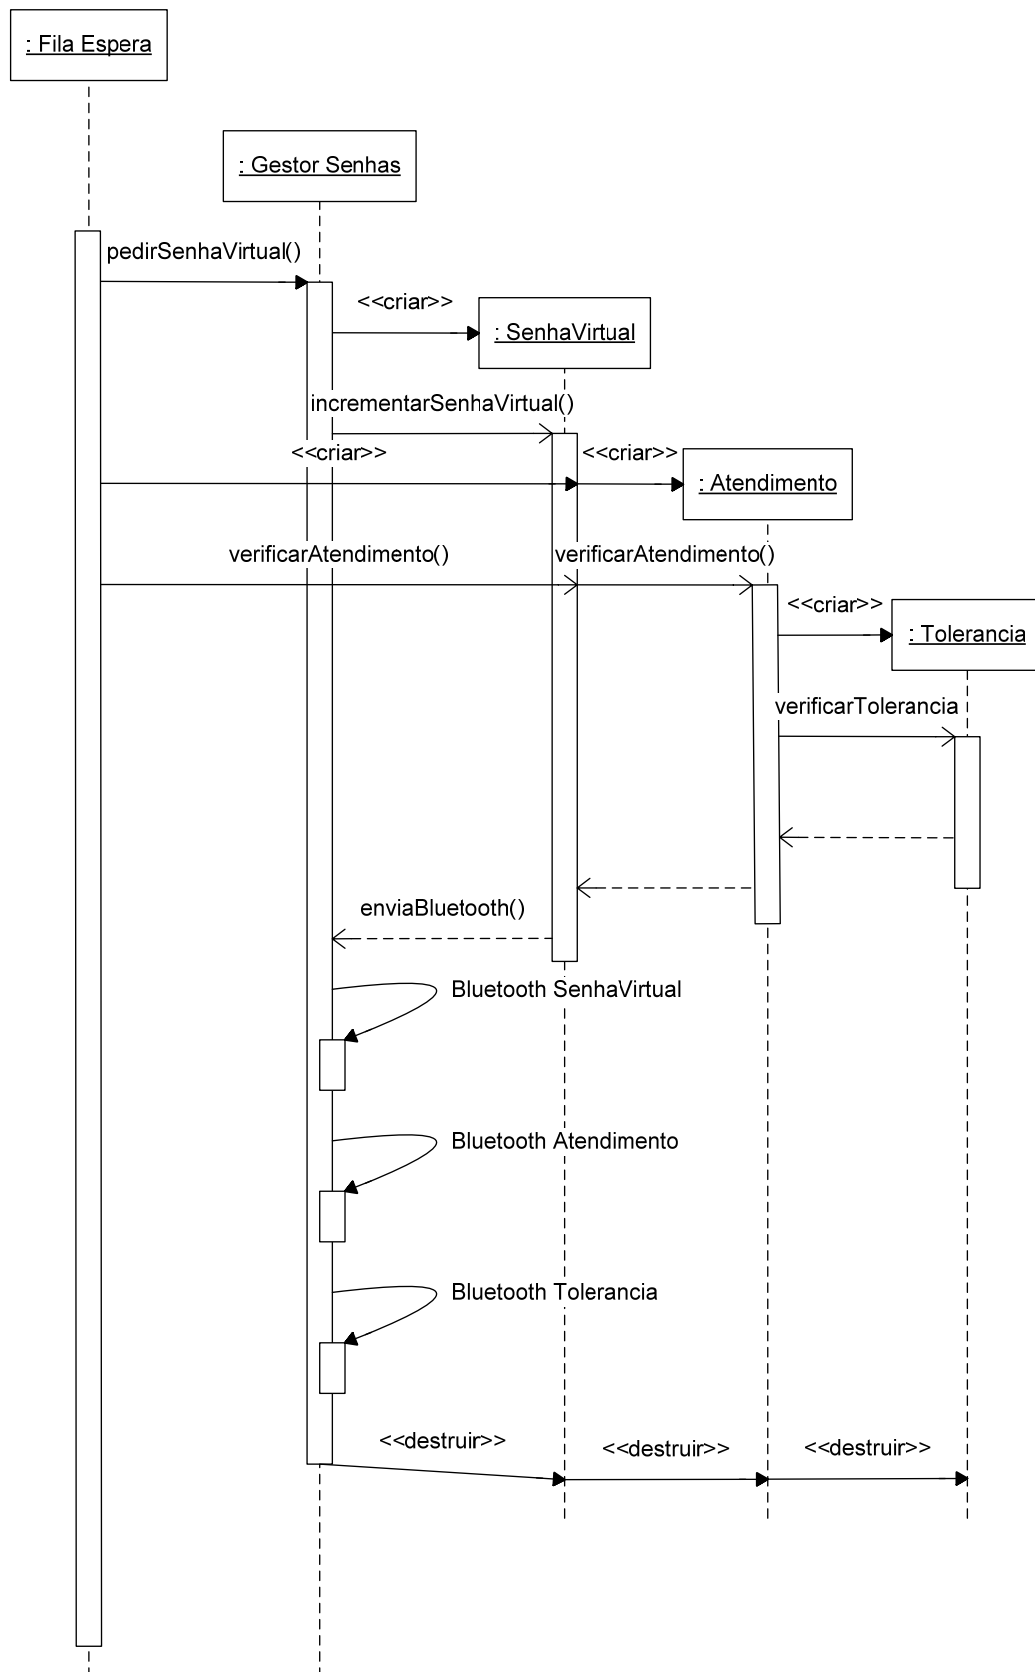 : Fila Espera
: Gestor Senhas
pedirSenhaVirtual()
<<criar>>
: SenhaVirtual
incrementarSenhaVirtual()
<<criar>>
<<criar>>
: Atendimento
verificarAtendimento()
verificarAtendimento()
<<criar>>
: Tolerancia
verificarTolerancia
enviaBluetooth()
Bluetooth SenhaVirtual
Bluetooth Atendimento
Bluetooth Tolerancia
<<destruir>>
<<destruir>>
<<destruir>>